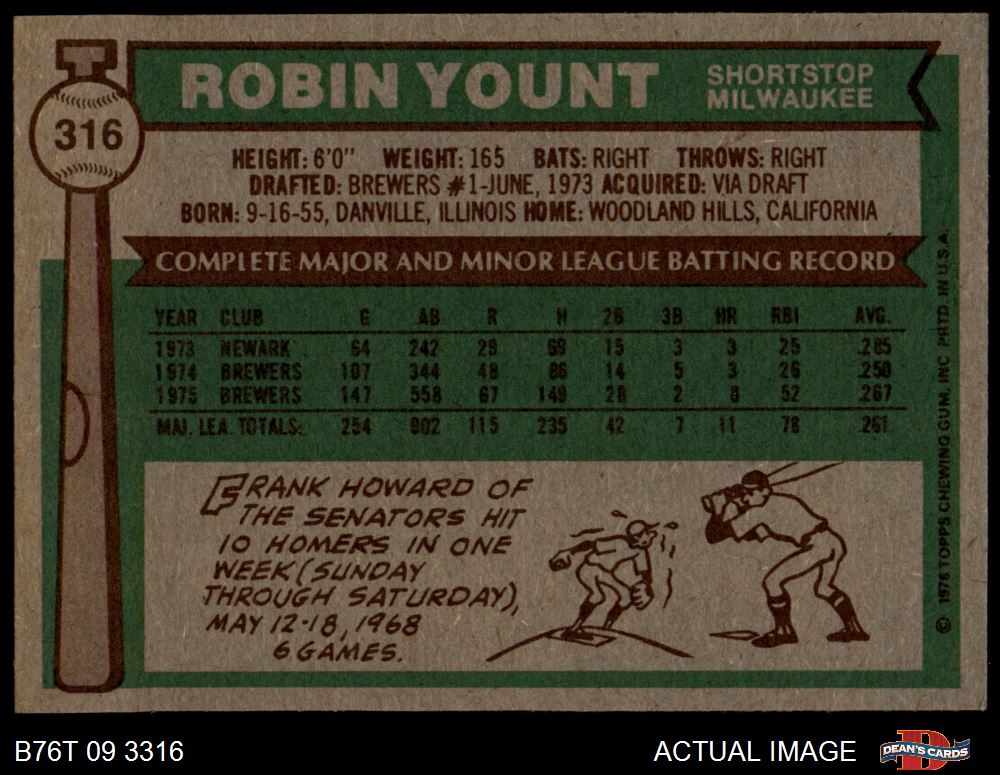 ROBIN YOUNT
SHORTSTOP
MILWAUKEE
316
HEIGHT: 6'0" WEIGHT: 165 BATS: RIGHT THROWS: RIGHT
DRAFTED: BREWERS #1-JUNE, 1973 ACQUIRED: VIA DRAFT
BORN: 9-16-55, DANVILLE, ILLINOIS HOME: WOODLAND HILLS, CALIFORNIA
COMPLETE MAJOR AND MINOR LEAGUE BATTING RECORD
YEAR CLUB G AB R H 2B 3B HR RBI AVG.
1973 NEWARK 64 242 29 69 15 3 3 25 .285
1974 BREWERS 107 344 48 86 14 5 3 26 .250
1975 BREWERS 147 558 67 149 28 2 8 52 .267
MAJ. LEA. TOTALS: 254 902 115 235 42 7 11 78 .261
FRANK HOWARD OF
THE SENATORS HIT
10 HOMERS IN ONE
WEEK (SUNDAY
THROUGH SATURDAY),
MAY 12-18, 1968
6 GAMES.
© 1976 TOPPS CHEWING GUM, INC PRTD. IN U.S.A.
B76T 09 3316
ACTUAL IMAGE
DEAN'S CARDS